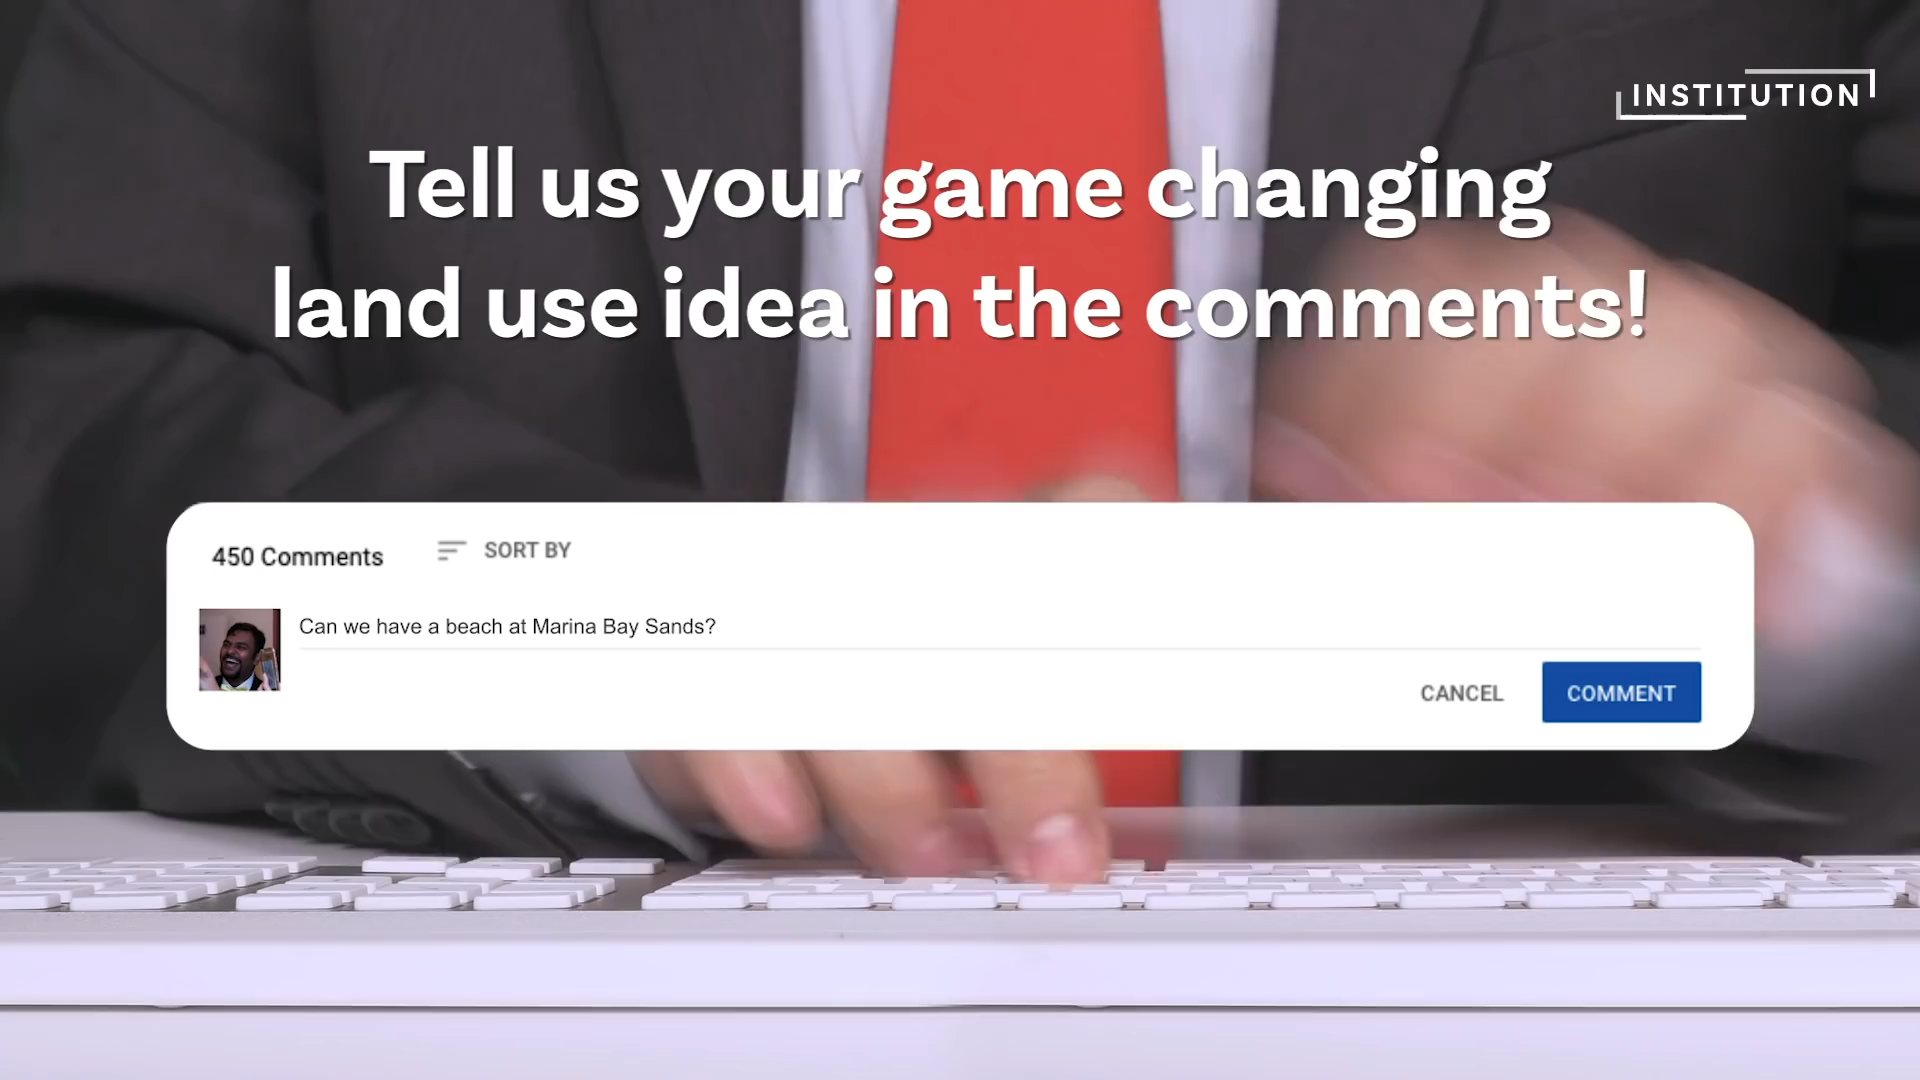 INSTITUTION
Tell us your game changing
land use idea in the comments!
450 Comments
SORT BY
Can we have a beach at Marina Bay Sands?
CANCEL
COMMENT